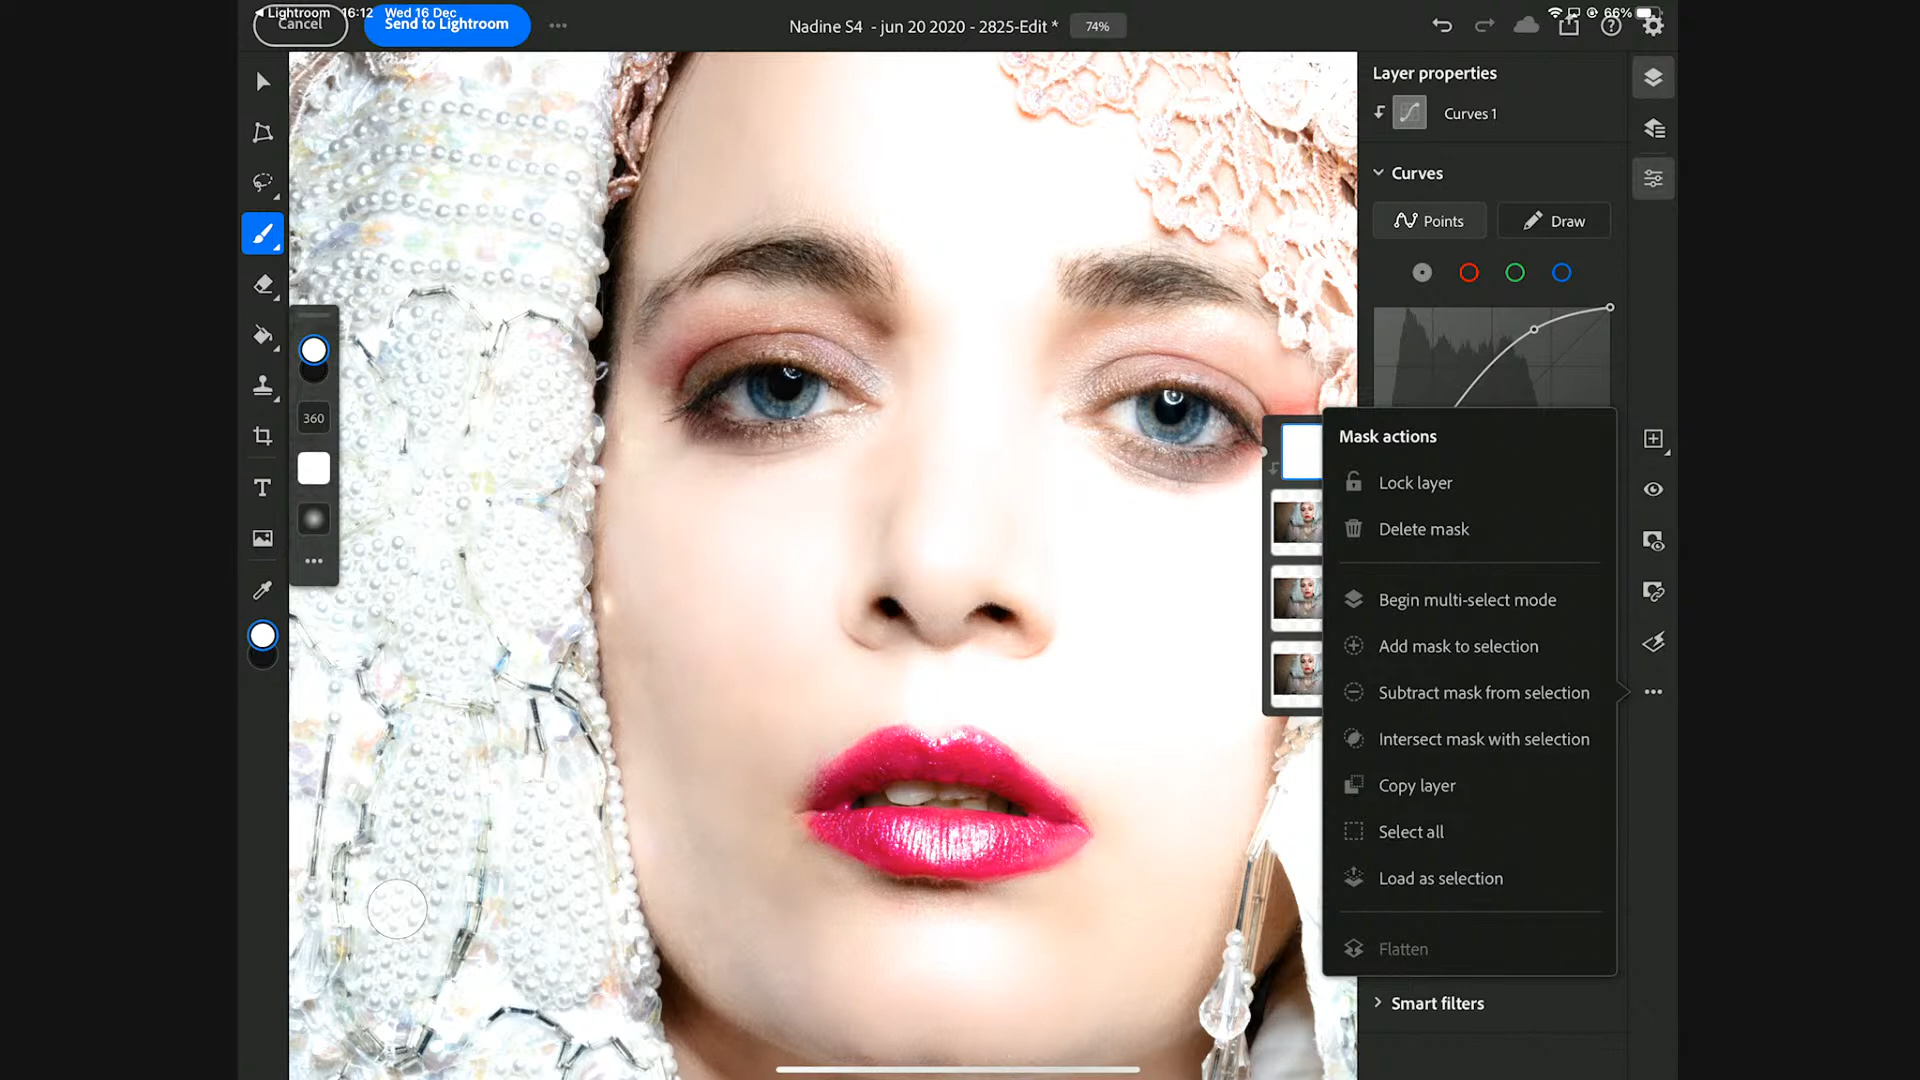 Lightroom 16:12 Wed 16 Dec
66%
Cancel
Send to Lightroom
Nadine S4 - jun 20 2020 - 2825-Edit *
74%
Layer properties
Curves 1
Curves
Points
Draw
360
T
Mask actions
Lock layer
Delete mask
Begin multi-select mode
Add mask to selection
Subtract mask from selection
Intersect mask with selection
Copy layer
Select all
Load as selection
Flatten
Smart filters